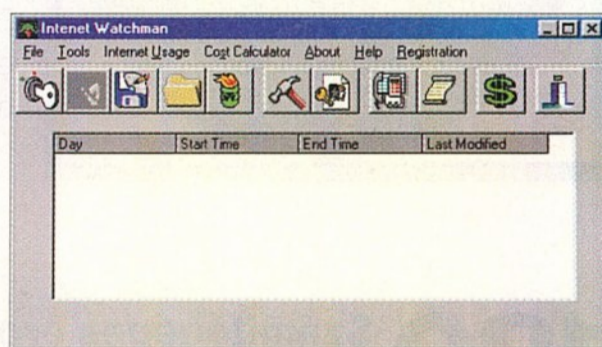 Intenet Watchman
File Tools Internet Usage Cost Calculator About Help Registration
$
Day Start Time End Time Last Modified